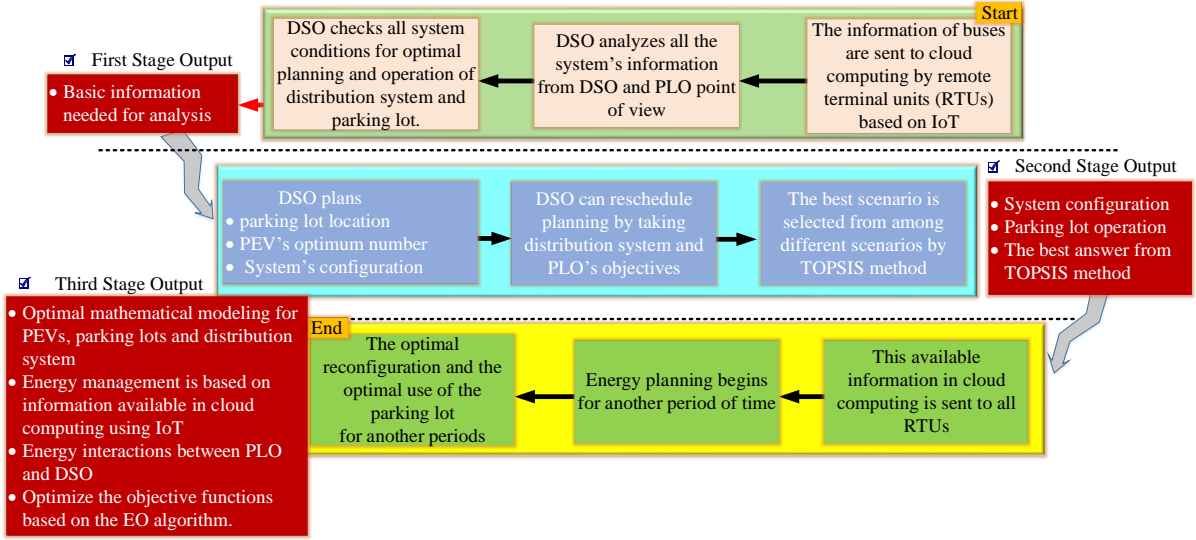 Start
The information of buses
are sent to cloud
computing by remote
terminal units (RTUs)
based on IoT
DSO analyzes all the
system's information
from DSO and PLO point
of view
DSO checks all system
conditions for optimal
planning and operation of
distribution system and
parking lot.
First Stage Output
• Basic information
needed for analysis
DSO plans
• parking lot location
• PEV's optimum number
• System's configuration
DSO can reschedule
planning by taking
distribution system and
PLO's objectives
The best scenario is
selected from among
different scenarios by
TOPSIS method
Second Stage Output
• System configuration
• Parking lot operation
• The best answer from
TOPSIS method
This available
information in cloud
computing is sent to all
RTUs
Energy planning begins
for another period of time
End
The optimal
reconfiguration and the
optimal use of the
parking lot
for another periods
Third Stage Output
• Optimal mathematical modeling for
PEVs, parking lots and distribution
system
• Energy management is based on
information available in cloud
computing using IoT
• Energy interactions between PLO
and DSO
• Optimize the objective functions
based on the EO algorithm.